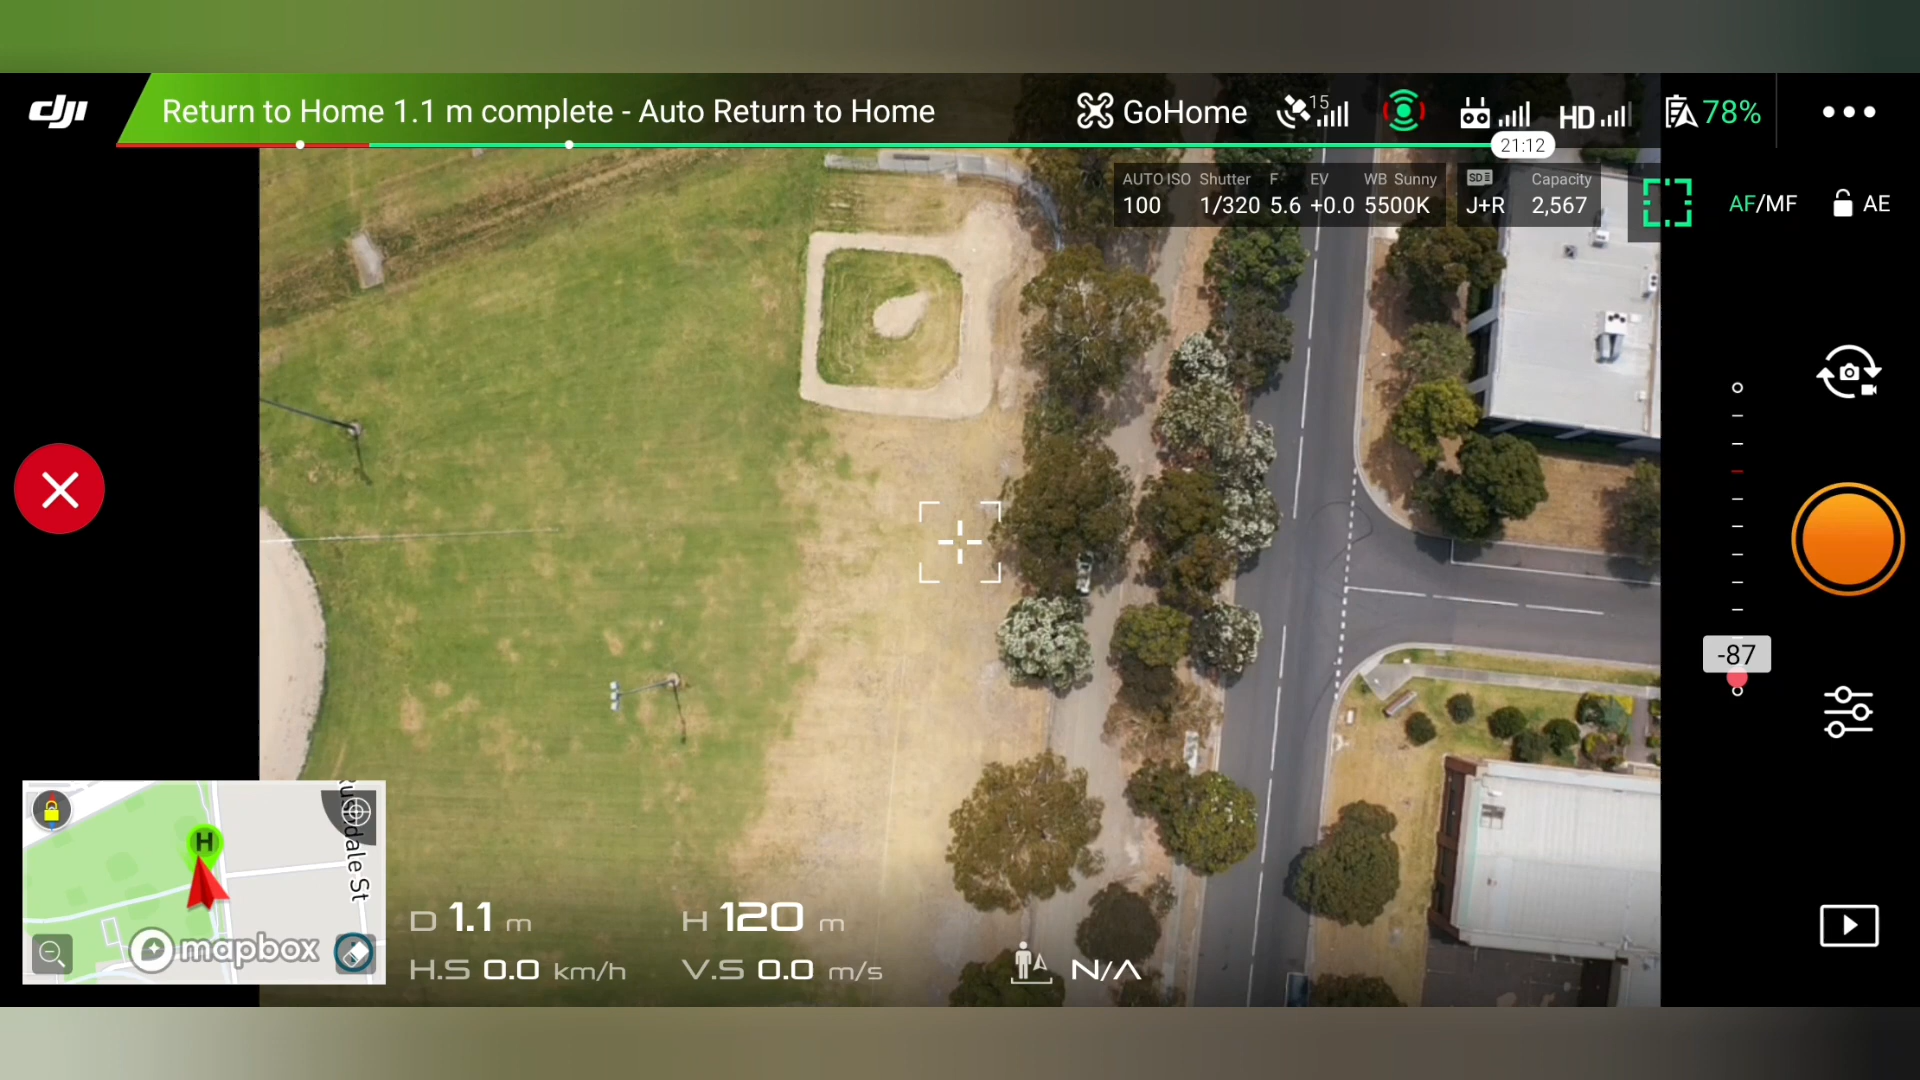 dji
Return to Home 1.1 m complete - Auto Return to Home
GoHome
15
HD
78%
21:12
AUTO ISO Shutter F EV WB Sunny
100 1/320 5.6 +0.0 5500K
SD Capacity
J+R 2,567
AF/MF
AE
-87
H
dale St
mapbox
D 1.1 m
H 120 m
H.S 0.0 km/h
V.S 0.0 m/s
N/A